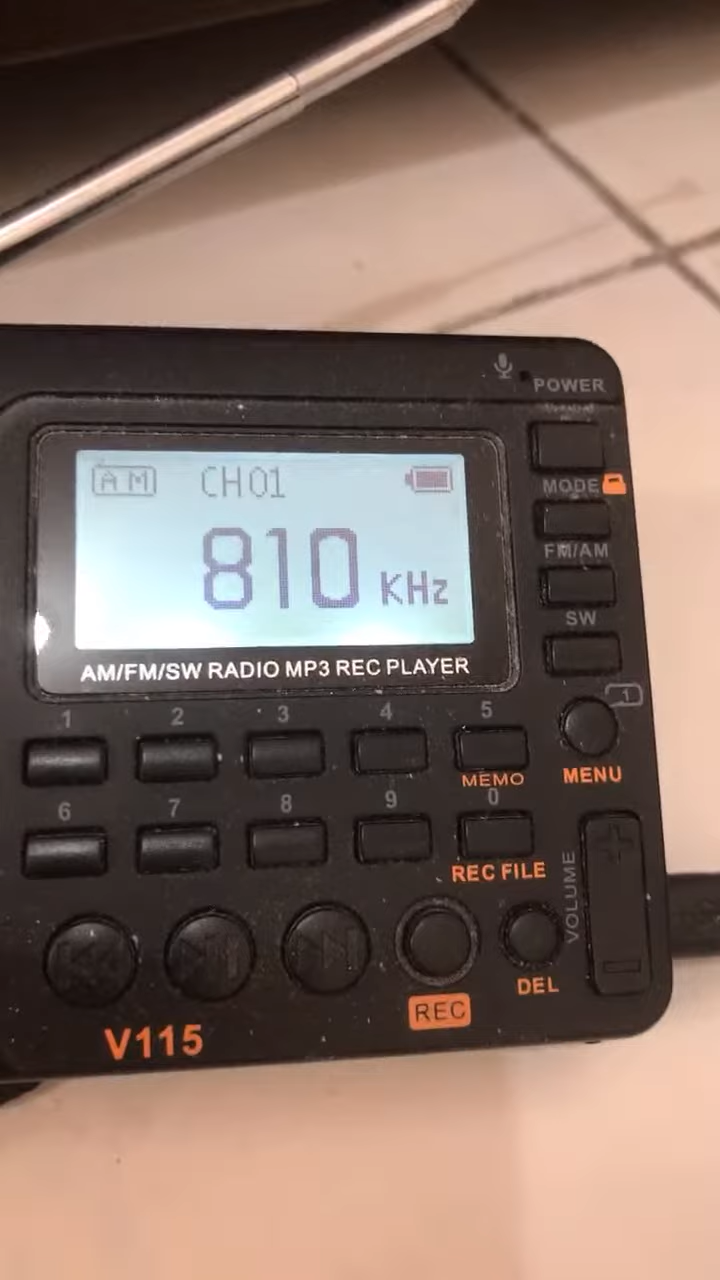 POWER
MODE
AM CH01
810 KHz
FM/AM
SW
AM/FM/SW RADIO MP3 REC PLAYER
1 2 3 4 5
MEMO
MENU
6 7 8 9 0
REC FILE
VOLUME
REC
DEL
V115